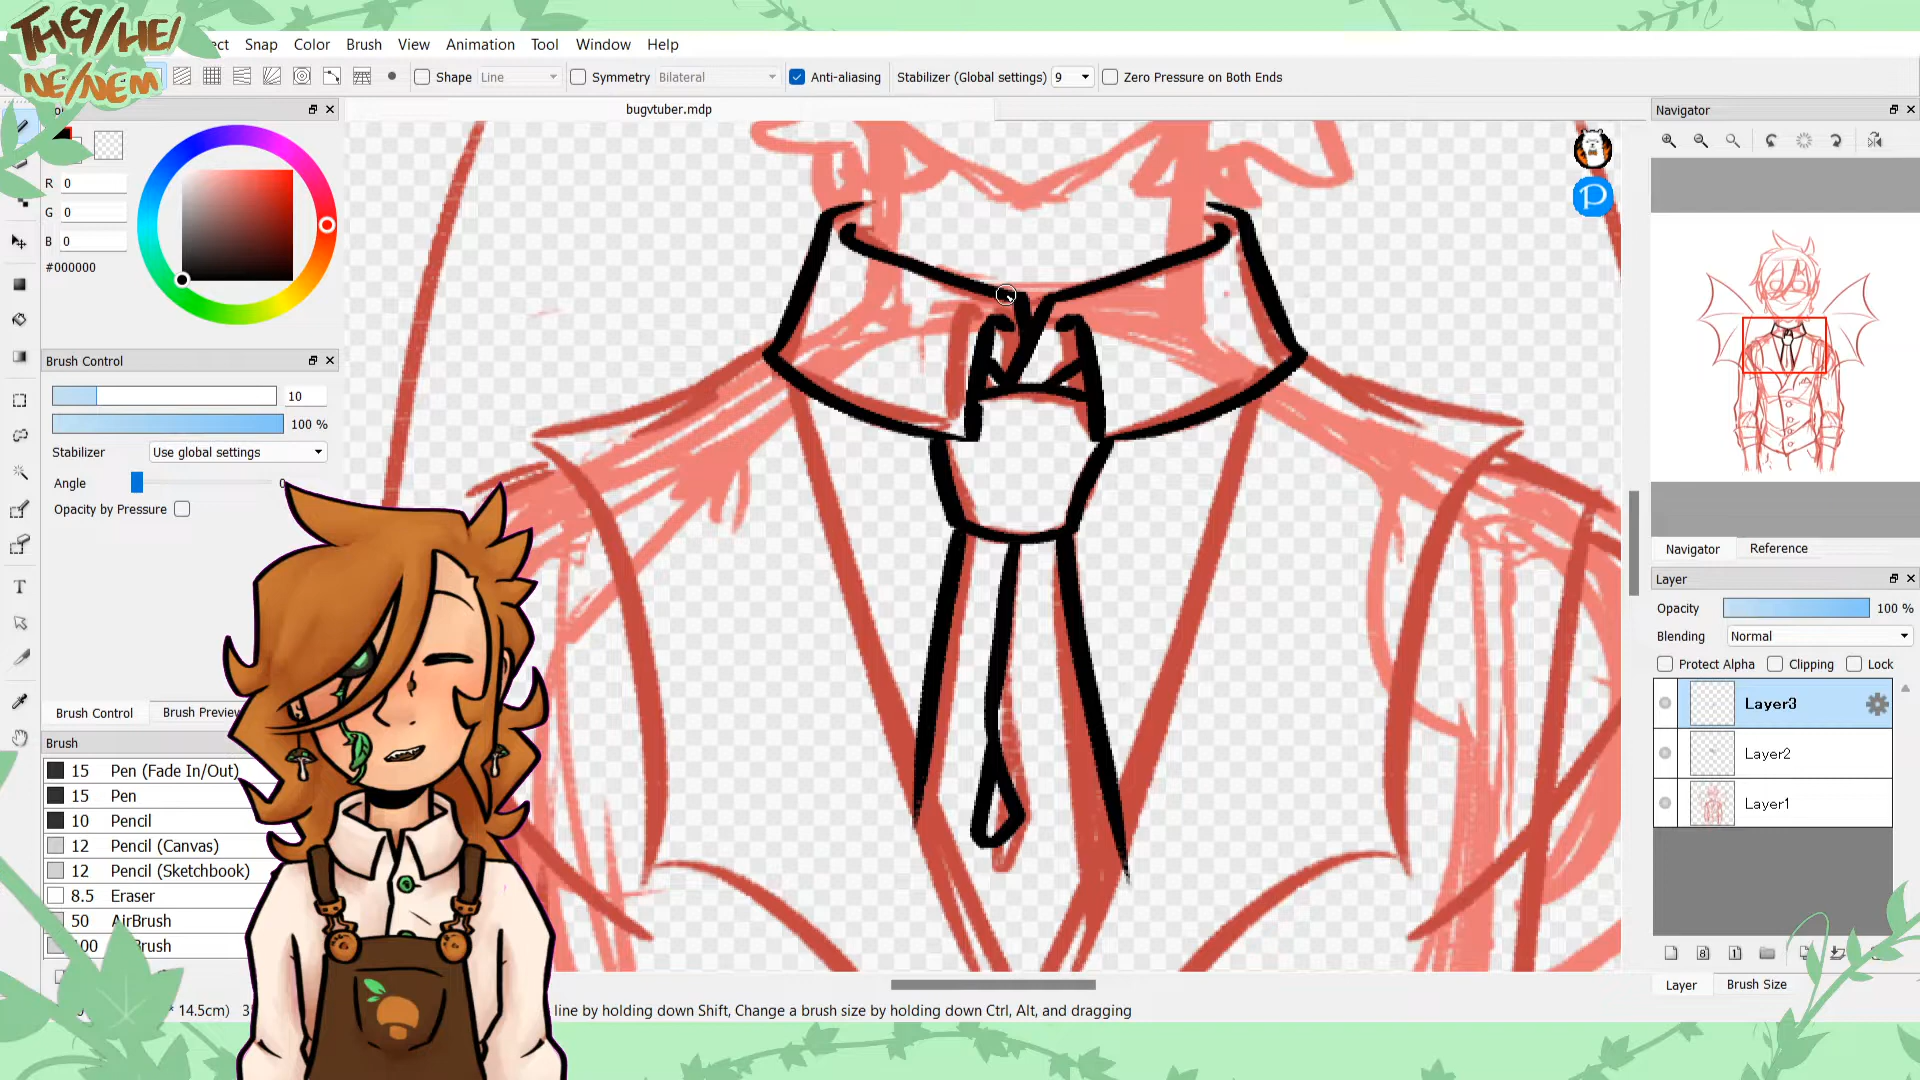 THEY/HE/
NE/NEM
ect Snap Color Brush View Animation Tool Window Help
Shape Line Symmetry Bilateral Anti-aliasing Stabilizer (Global settings) 9 Zero Pressure on Both Ends
bugvtuber.mdp
R 0
G 0
B 0
#000000
Brush Control
10
100 %
Stabilizer Use global settings
Angle 0
Opacity by Pressure
Brush Control Brush Preview
Brush
15 Pen (Fade In/Out)
15 Pen
10 Pencil
12 Pencil (Canvas)
12 Pencil (Sketchbook)
8.5 Eraser
50 AirBrush
100 Brush
* 14.5cm)
line by holding down Shift, Change a brush size by holding down Ctrl, Alt, and dragging
P
Navigator
Navigator Reference
Layer
Opacity 100 %
Blending Normal
Protect Alpha Clipping Lock
Layer3
Layer2
Layer1
8 1
Layer Brush Size
T